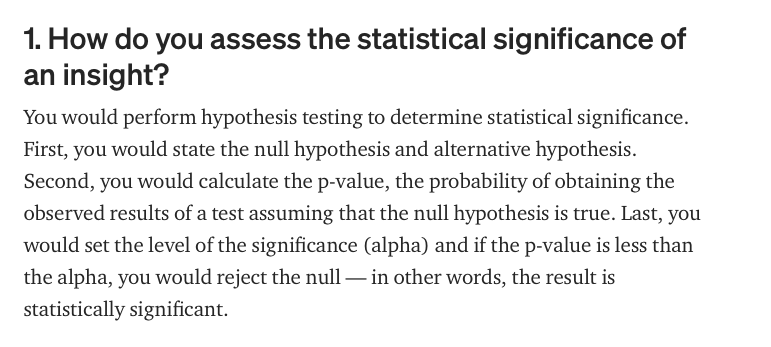 1. How do you assess the statistical significance of
an insight?
You would perform hypothesis testing to determine statistical significance.
First, you would state the null hypothesis and alternative hypothesis.
Second, you would calculate the p-value, the probability of obtaining the
observed results of a test assuming that the null hypothesis is true. Last, you
would set the level of the significance (alpha) and if the p-value is less than
the alpha, you would reject the null — in other words, the result is
statistically significant.